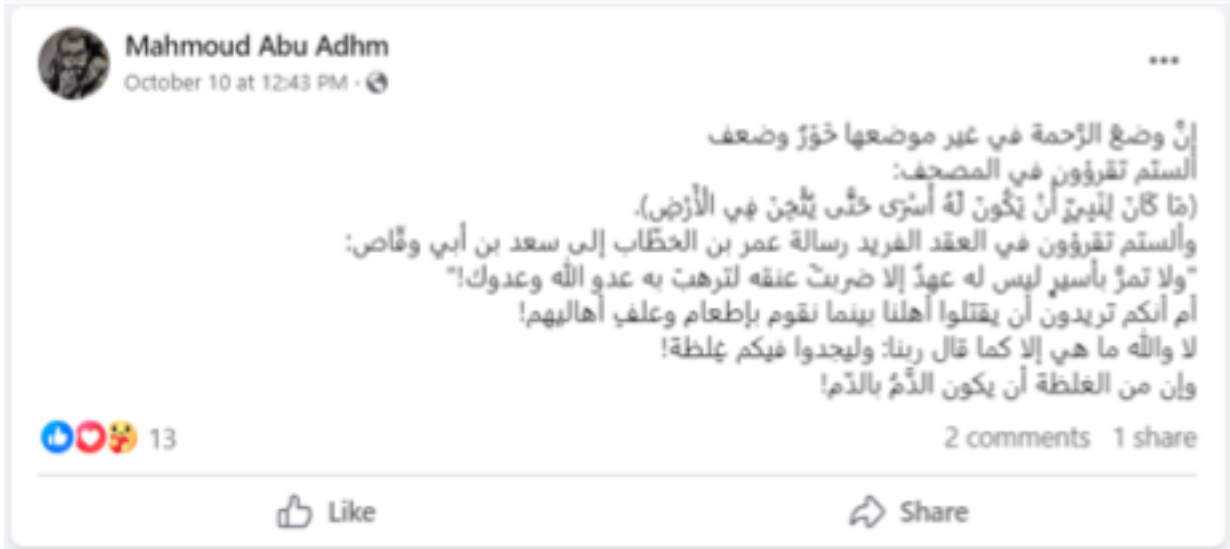 Mahmoud Abu Adhm
October 10 at 12:43 PM ·
...
إنَّ وضعَ الرَّحمة في غير موضعها خَوَرٌ وضعف
ألستم تقرؤون في المصحف:
(مَا كَانَ لِنَبِيٍّ أَنْ يَكُونَ لَهُ أَسْرَى حَتَّى يُثْخِنَ فِي الْأَرْضِ).
وألستم تقرؤون في العقد الفريد رسالة عمر بن الخطّاب إلى سعد بن أبي وقّاص:
"ولا تمرَّ بأسيرٍ ليس له عهدٌ إلا ضربتَ عنقه لترهبَ به عدو الله وعدوك!"
أم أنكم تريدونَ أن يقتلوا أهلنا بينما نقوم بإطعام وعلفِ أهاليهم!
لا والله ما هي إلا كما قال ربنا: وليجدوا فيكم غِلظة!
وإن من الغلظة أن يكون الدَّمُ بالدّم!
13
2 comments 1 share
Like
Share